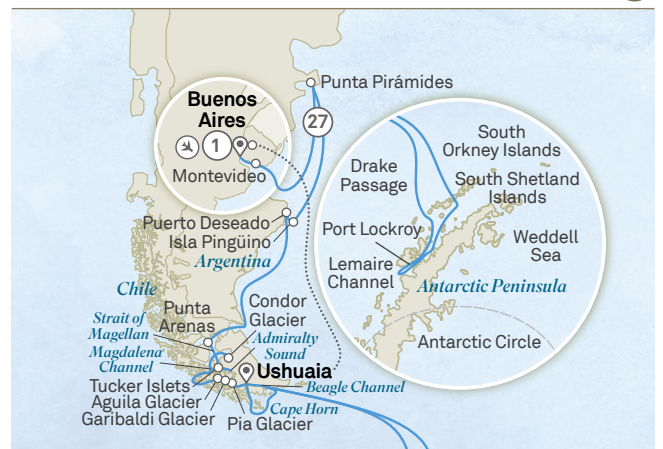 Punta Pirámides
Buenos
Aires
1
27
Montevideo
South
Orkney Islands
Drake
Passage
South Shetland
Islands
Port Lockroy
Weddell
Sea
Lemaire
Channel
Antarctic Peninsula
Antarctic Circle
Puerto Deseado
Isla Pingüino
Argentina
Chile
Punta
Arenas
Condor
Glacier
Strait of
Magellan
Admiralty
Sound
Magdalena
Channel
Ushuaia
Tucker Islets
Beagle Channel
Aguila Glacier
Garibaldi Glacier
Cape Horn
Pia Glacier